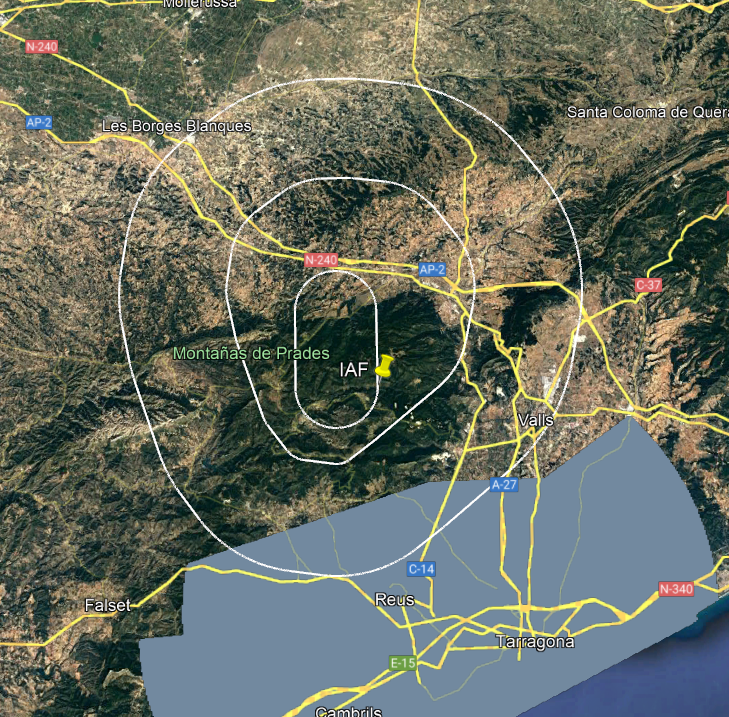 Mollerussa
N-240
Santa Coloma de Quer
AP-2
Les Borges Blanques
N-240
AP-2
C-37
Montañas de Prades
IAF
Valls
A-27
C-14
N-340
Reus
Falset
Tarragona
E-15
Cambrils